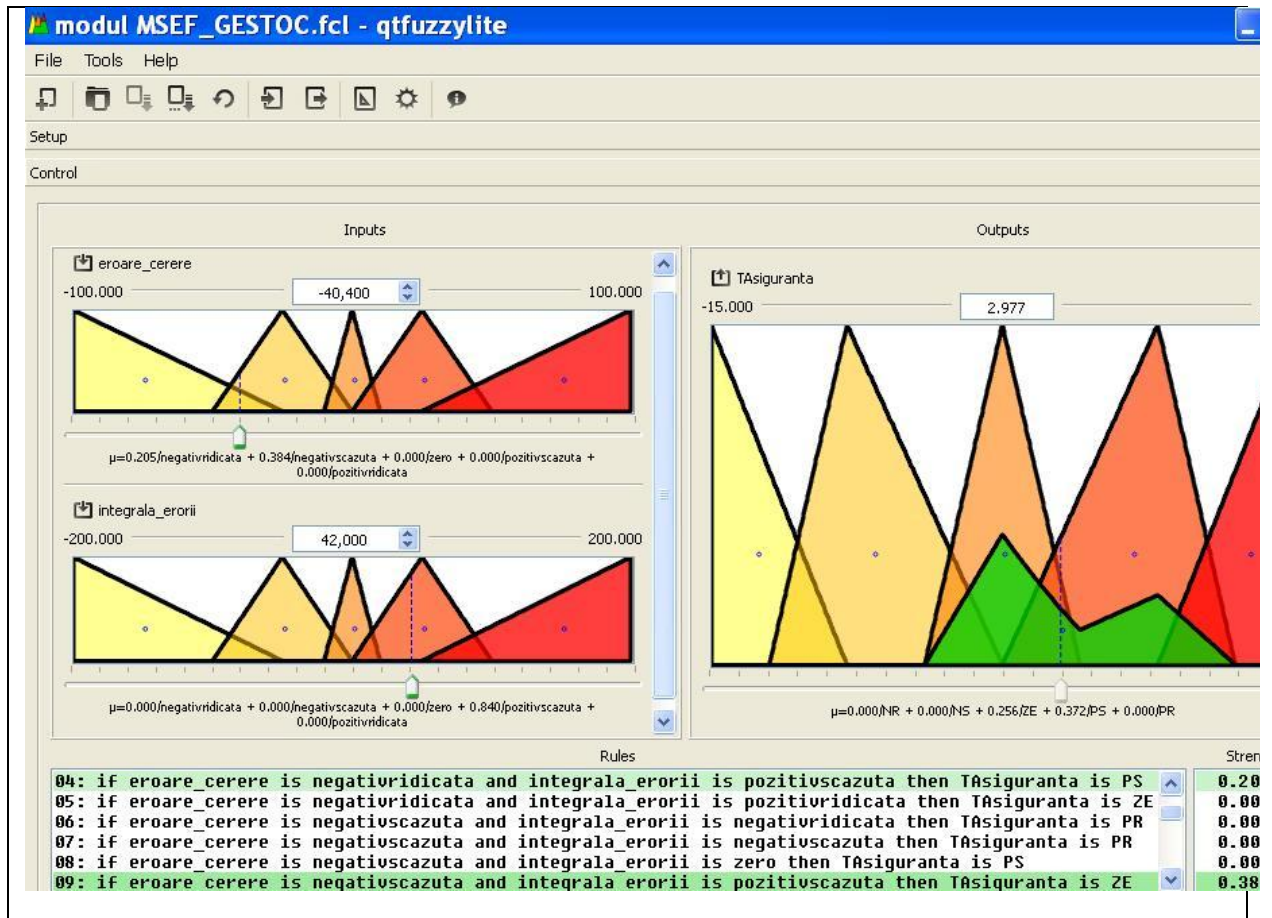 modul MSEF_GESTOC.fcl - qtfuzzylite
File Tools Help
Setup
Control
Inputs
Outputs
eroare_cerere
-100.000
-40,400
100.000
µ=0.205/negativridicata + 0.384/negativscazuta + 0.000/zero + 0.000/pozitivscazuta +
0.000/pozitivridicata
integrala_erorii
-200.000
42,000
200.000
µ=0.000/negativridicata + 0.000/negativscazuta + 0.000/zero + 0.840/pozitivscazuta +
0.000/pozitivridicata
TAsiguranta
-15.000
2.977
µ=0.000/NR + 0.000/NS + 0.256/ZE + 0.372/PS + 0.000/PR
Rules
Stren
04: if eroare_cerere is negativridicata and integrala_erorii is pozitivscazuta then TAsiguranta is PS 0.20
05: if eroare_cerere is negativridicata and integrala_erorii is pozitivridicata then TAsiguranta is ZE 0.00
06: if eroare_cerere is negativscazuta and integrala_erorii is negativridicata then TAsiguranta is PR 0.00
07: if eroare_cerere is negativscazuta and integrala_erorii is negativscazuta then TAsiguranta is PR 0.00
08: if eroare_cerere is negativscazuta and integrala_erorii is zero then TAsiguranta is PS 0.00
09: if eroare_cerere is negativscazuta and integrala_erorii is pozitivscazuta then TAsiguranta is ZE 0.38